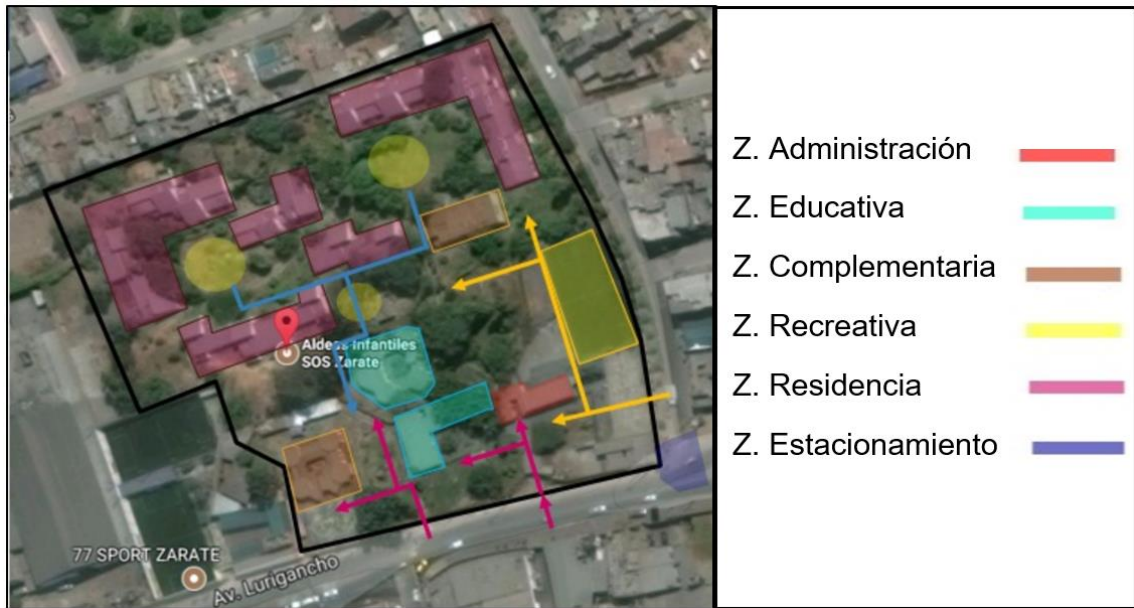 Aldeas Infantiles
SOS Zarate
77 SPORT ZARATE
Av. Lurigancho
Z. Administración
Z. Educativa
Z. Complementaria
Z. Recreativa
Z. Residencia
Z. Estacionamiento